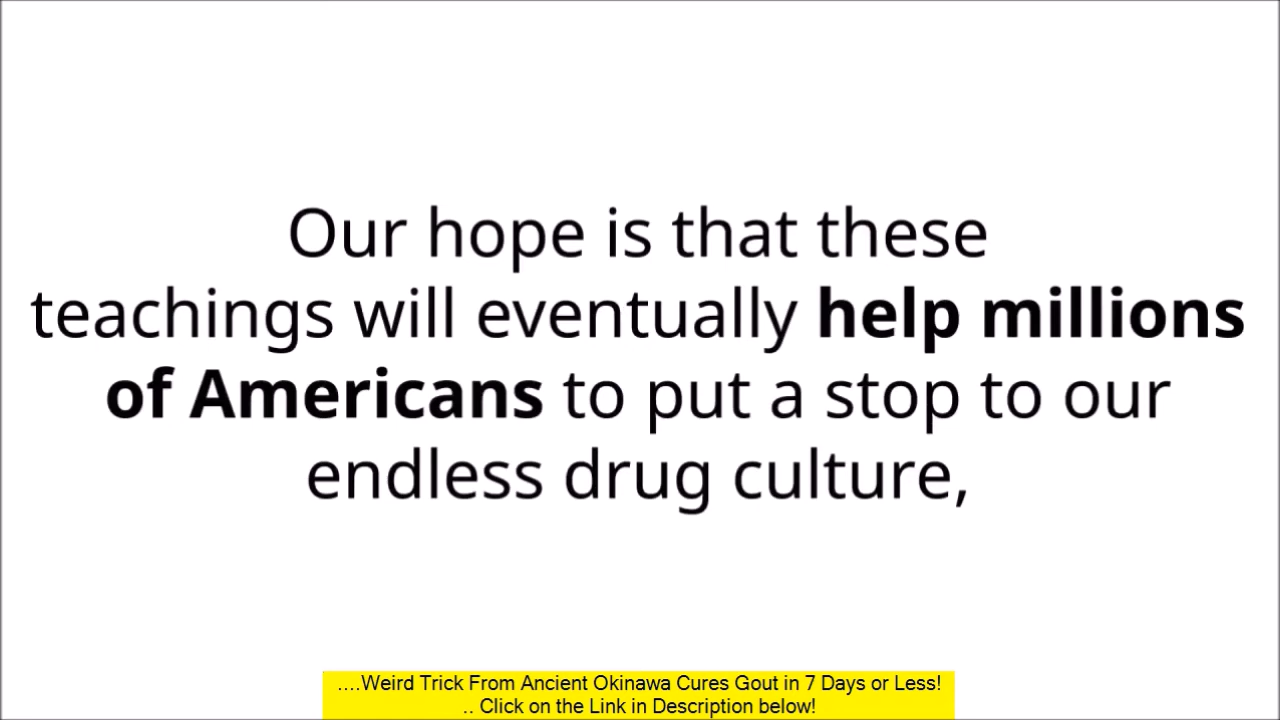 Our hope is that these
teachings will eventually help millions
of Americans to put a stop to our
endless drug culture,
....Weird Trick From Ancient Okinawa Cures Gout in 7 Days or Less!
.. Click on the Link in Description below!